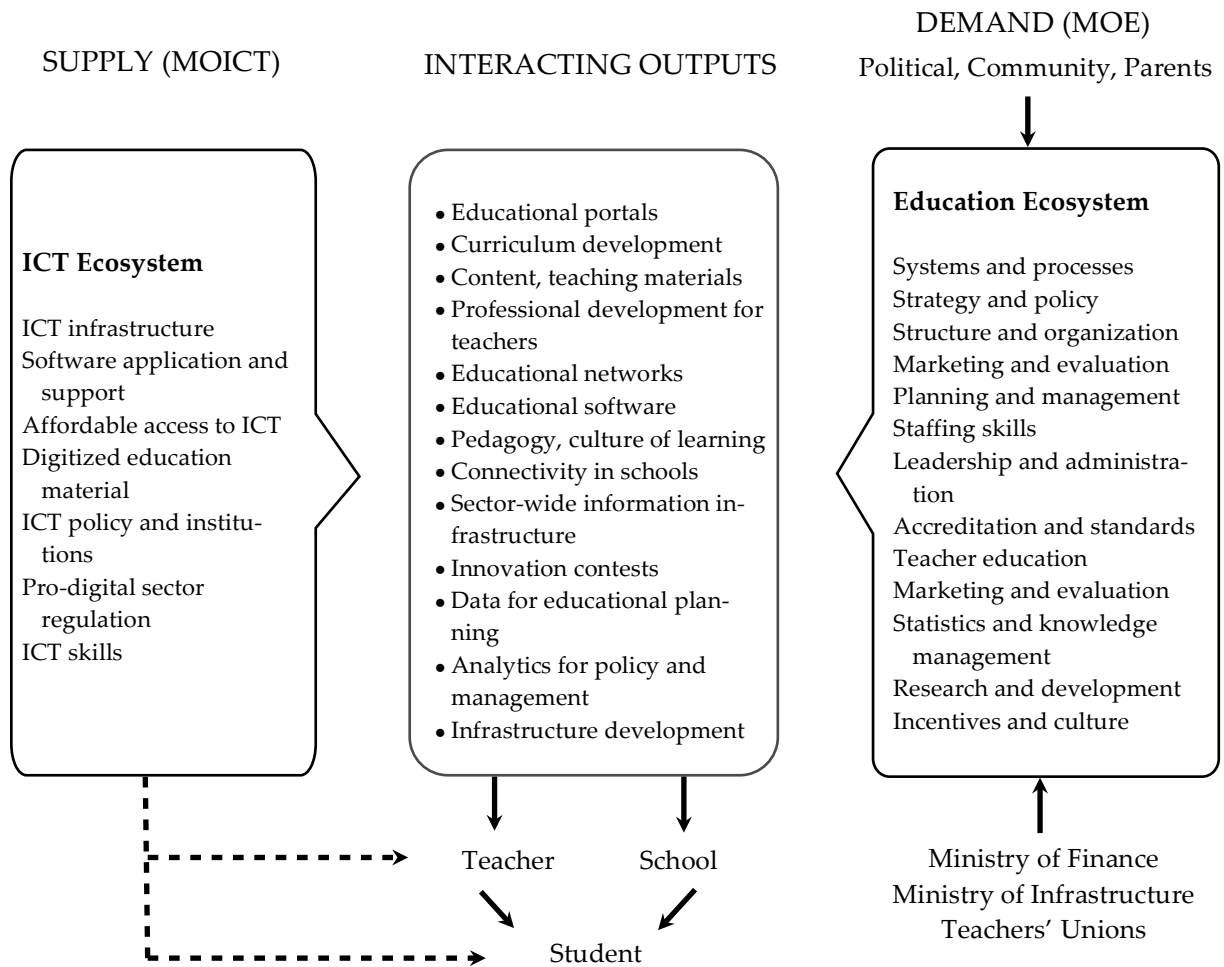 SUPPLY (MOICT)
ICT Ecosystem
ICT infrastructure
Software application and
support
Affordable access to ICT
Digitized education
material
ICT policy and institu-
tions
Pro-digital sector
regulation
ICT skills
INTERACTING OUTPUTS
• Educational portals
• Curriculum development
• Content, teaching materials
• Professional development for
teachers
• Educational networks
• Educational software
• Pedagogy, culture of learning
• Connectivity in schools
• Sector-wide information in-
frastructure
• Innovation contests
• Data for educational plan-
ning
• Analytics for policy and
management
• Infrastructure development
Teacher
School
Student
DEMAND (MOE)
Political, Community, Parents
Education Ecosystem
Systems and processes
Strategy and policy
Structure and organization
Marketing and evaluation
Planning and management
Staffing skills
Leadership and administra-
tion
Accreditation and standards
Teacher education
Marketing and evaluation
Statistics and knowledge
management
Research and development
Incentives and culture
Ministry of Finance
Ministry of Infrastructure
Teachers’ Unions